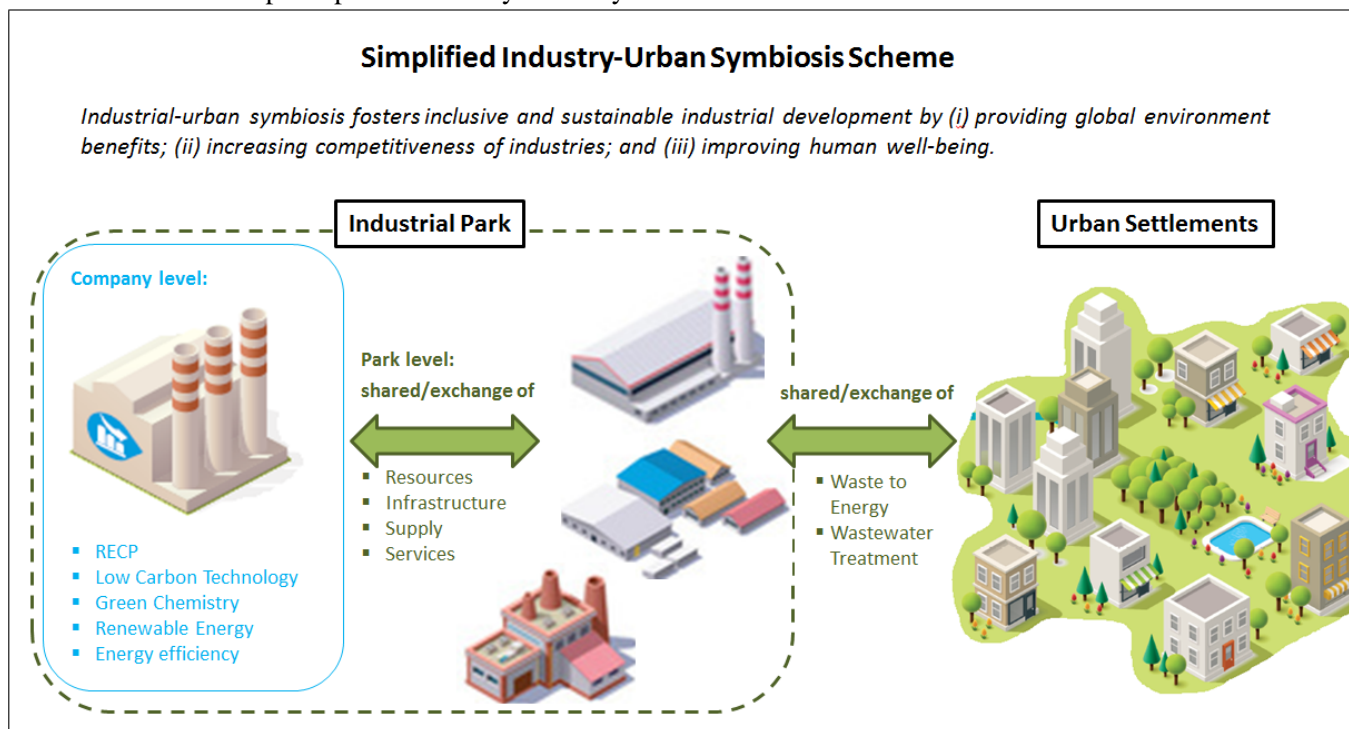 Simplified Industry-Urban Symbiosis Scheme
Industrial-urban symbiosis fosters inclusive and sustainable industrial development by (i) providing global environment
benefits; (ii) increasing competitiveness of industries; and (iii) improving human well-being.
Industrial Park
Urban Settlements
Company level:
▪ RECP
▪ Low Carbon Technology
▪ Green Chemistry
▪ Renewable Energy
▪ Energy efficiency
Park level:
shared/exchange of
▪ Resources
▪ Infrastructure
▪ Supply
▪ Services
shared/exchange of
▪ Waste to
Energy
▪ Wastewater
Treatment